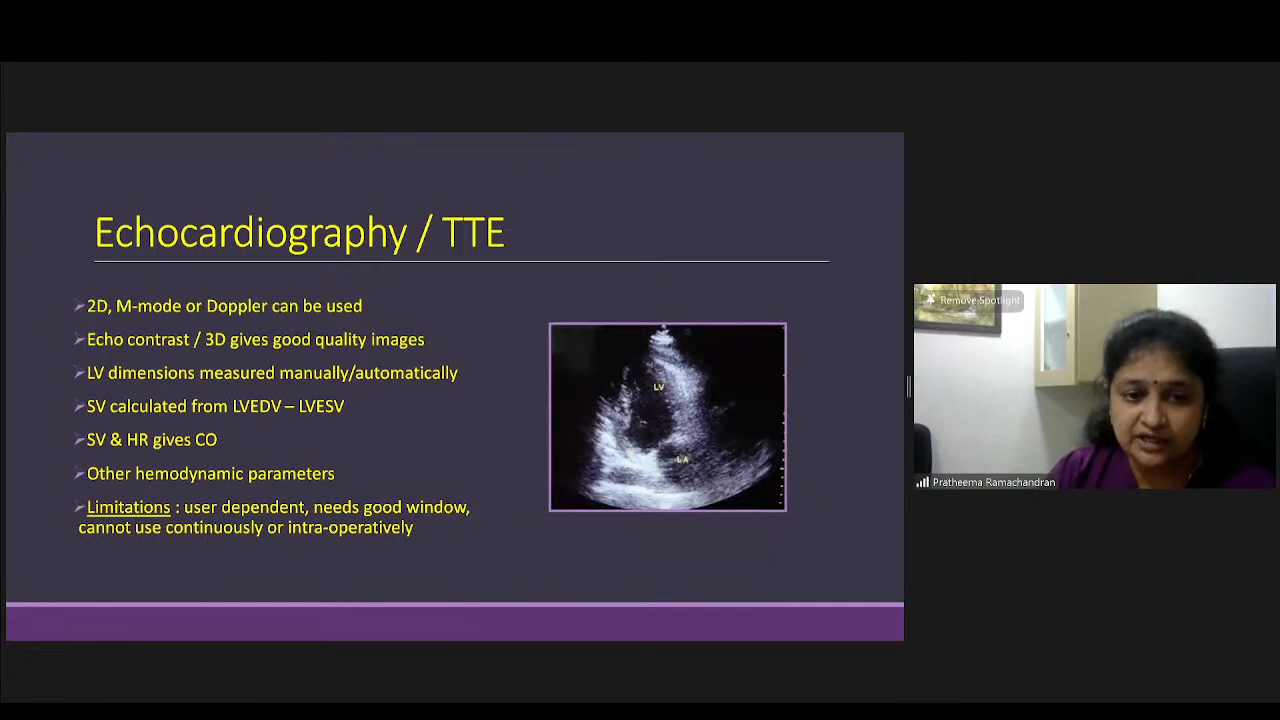 Echocardiography / TTE
2D, M-mode or Doppler can be used
Echo contrast / 3D gives good quality images
LV dimensions measured manually/automatically
SV calculated from LVEDV – LVESV
SV & HR gives CO
Other hemodynamic parameters
Limitations : user dependent, needs good window,
cannot use continuously or intra-operatively
LV
LA
Remove Spotlight
Pratheema Ramachandran